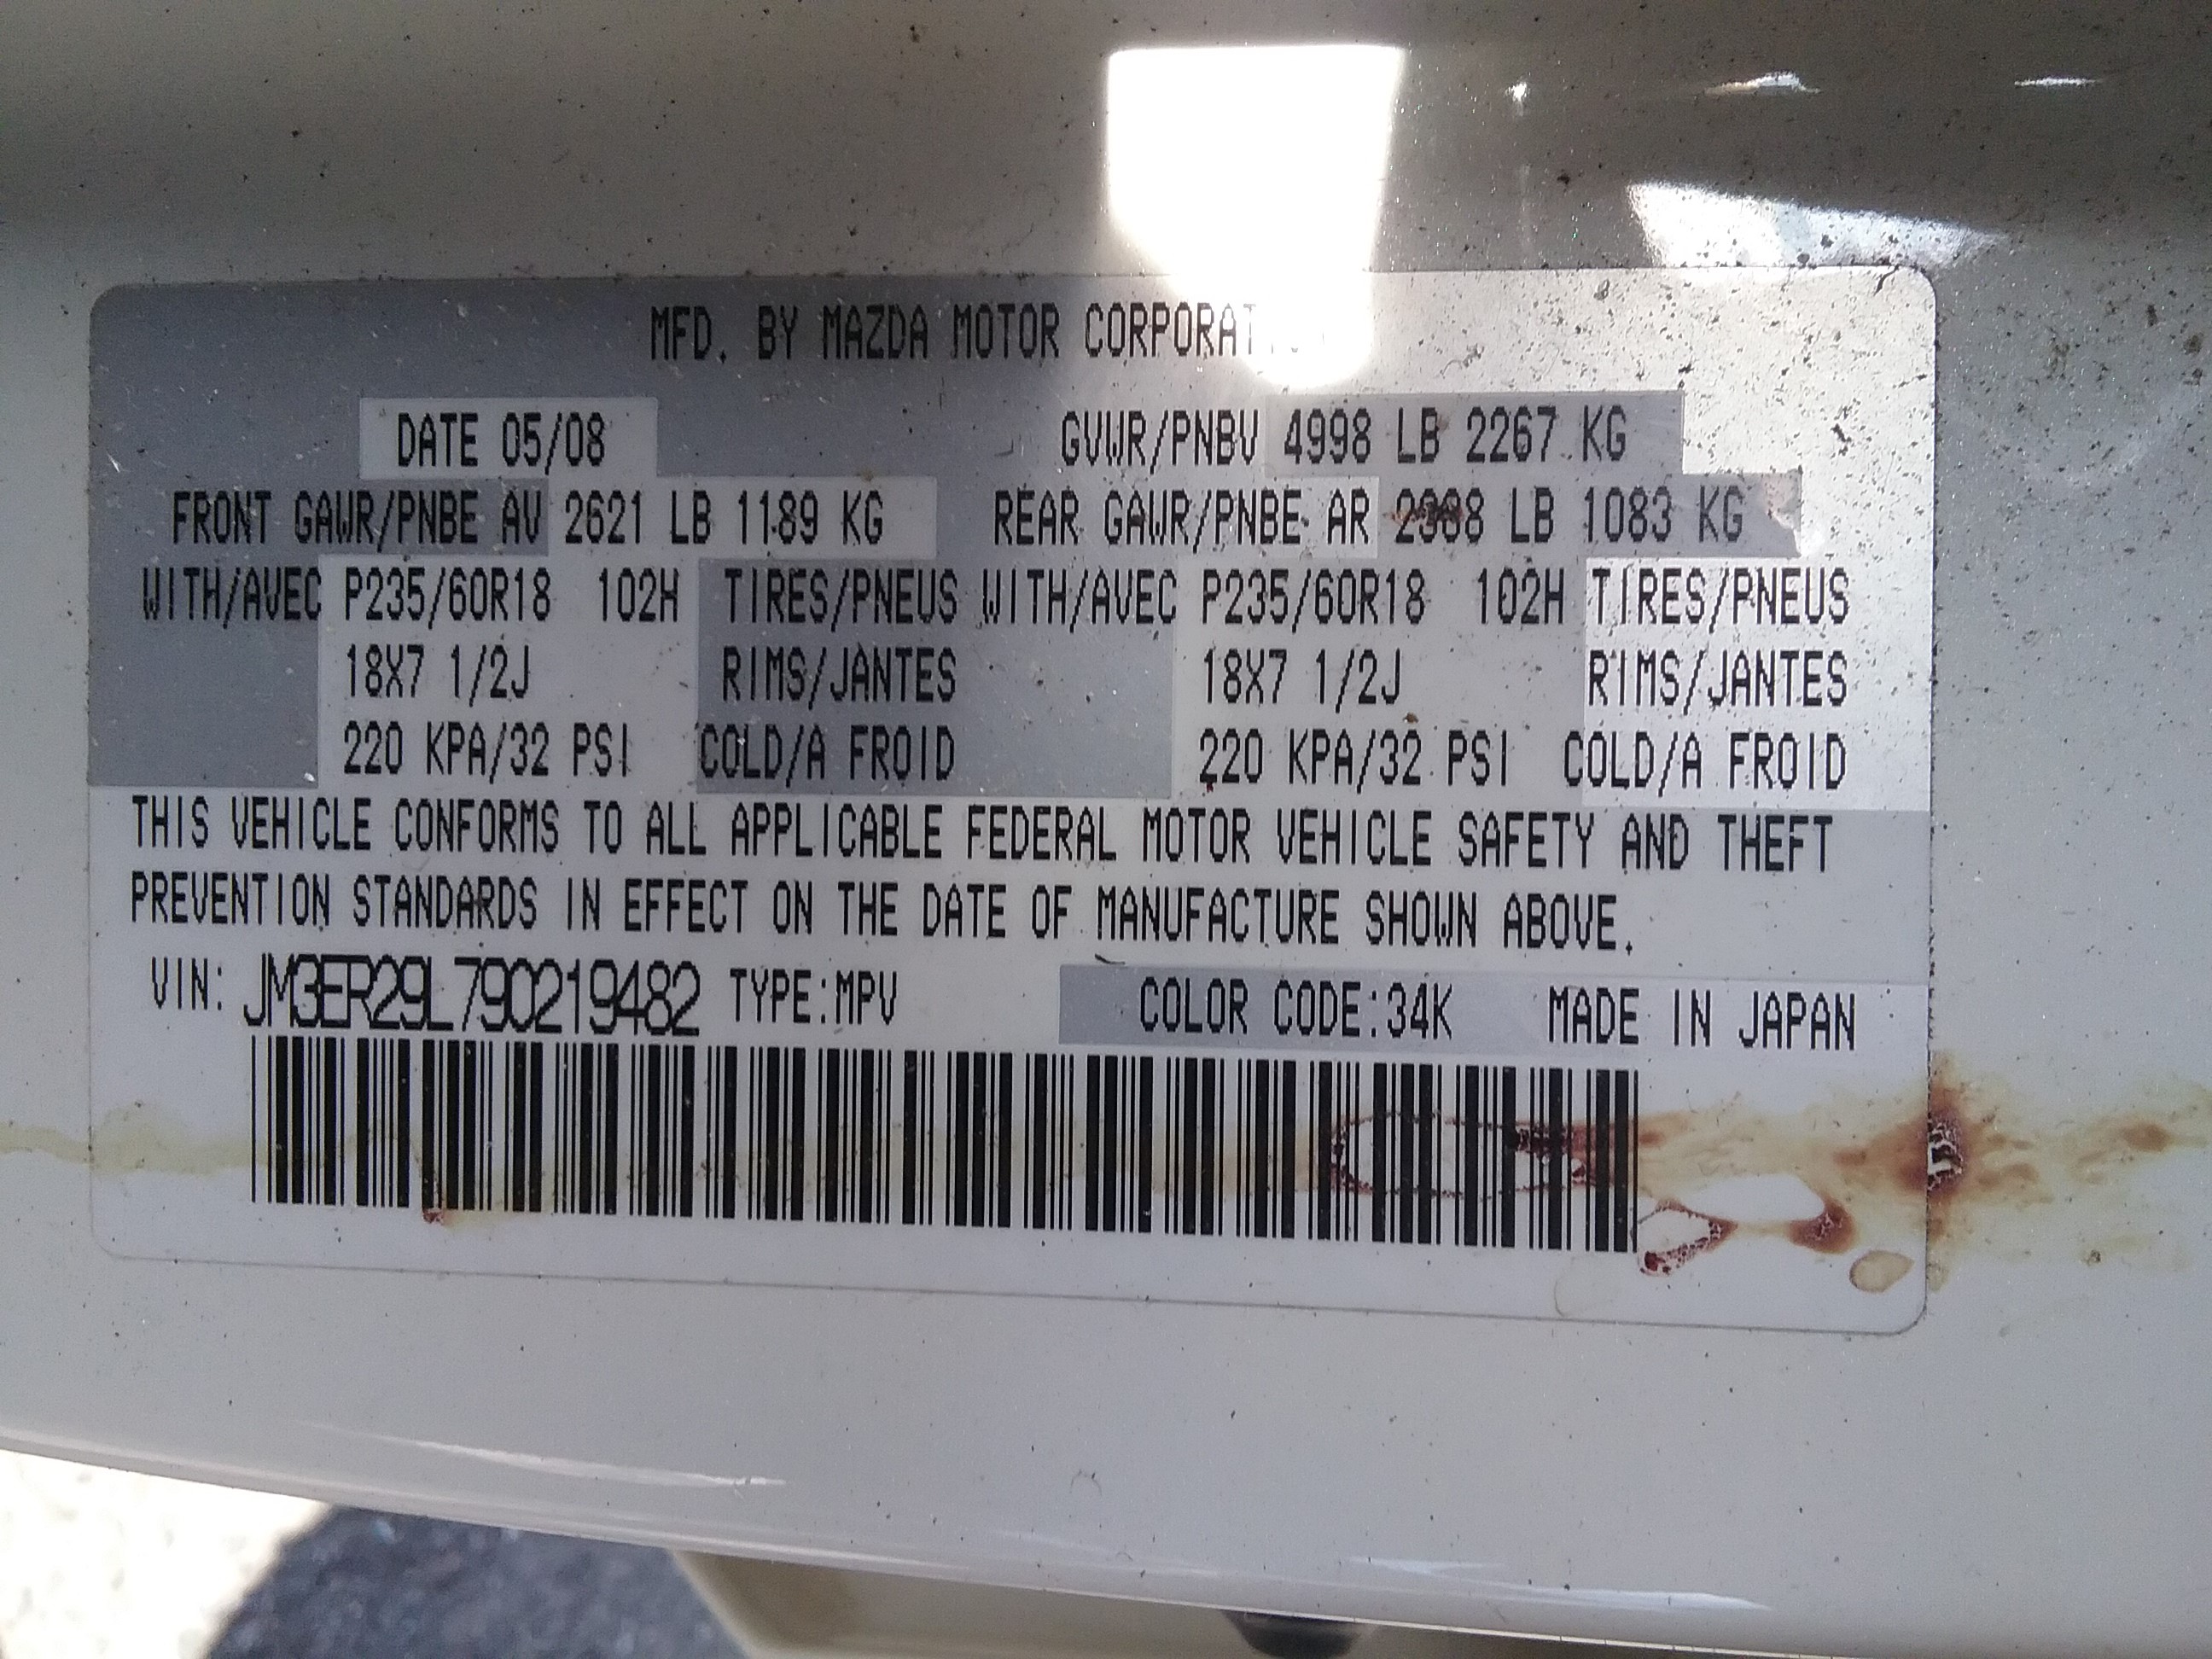 MFD. BY MAZDA MOTOR
DATE 05/08 GVWR/PNBV 4998 LB 2267 KG
FRONT GAWR/PNBE AV 2621 LB 1189 KG REAR GAWR/PNBE AR LB 1083 KG
WITH/AVEC P235/60R18 102H TIRES/PNEUS WITH/AVEC P235/60R18 102H TIRES/PNEUS
18X7 1/2J RIMS/JANTES 18X7 1/2J RIMS/JANTES
220 KPA/32 PSI COLD/A FROID 220 KPA/32 PSI COLD/A FROID
THIS VEHICLE CONFORMS TO ALL APPLICABLE FEDERAL MOTOR VEHICLE SAFETY AND THEFT
PREVENTION STANDARDS IN EFFECT ON THE DATE OF MANUFACTURE SHOWN ABOVE.
VIN: JM3ER29L790219482 TYPE:MPV COLOR CODE:34K MADE IN JAPAN